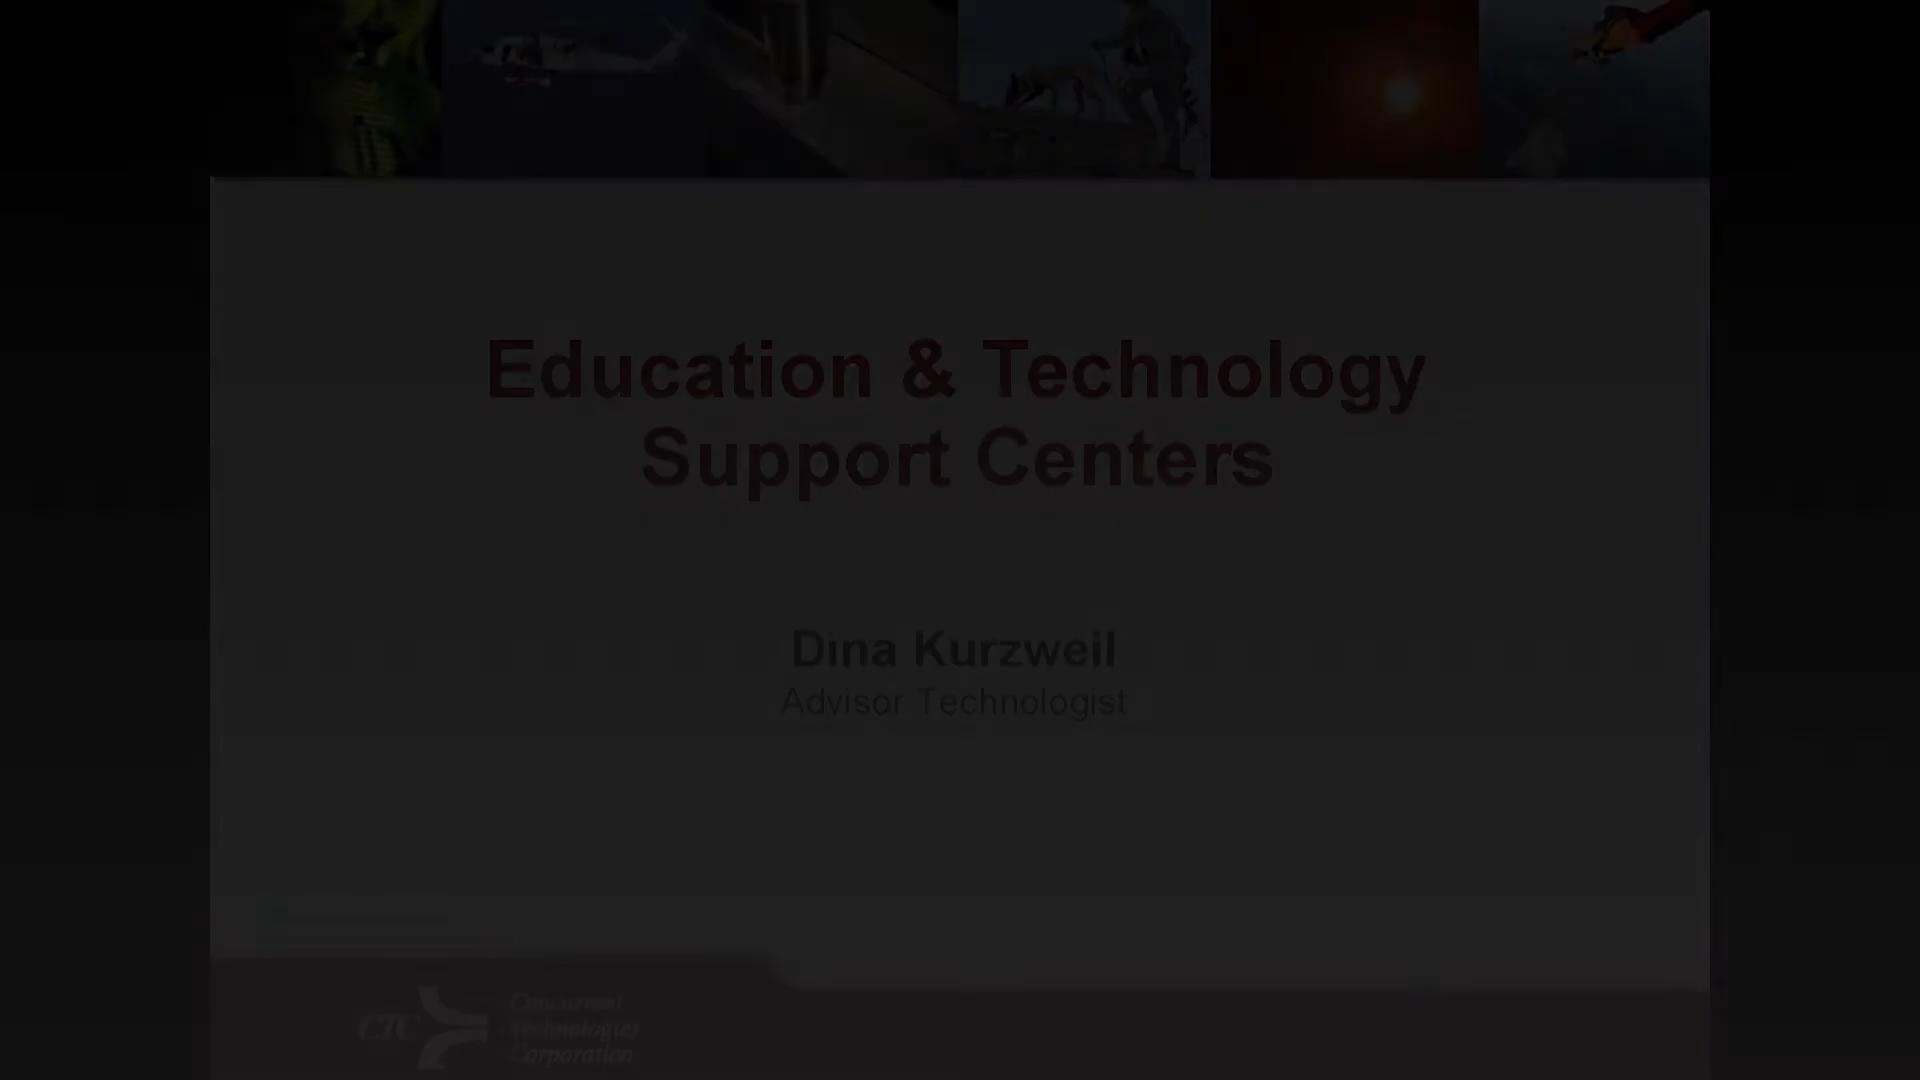 Education & Technology
Support Centers
Dina Kurzweil
Advisor Technologist
CTC
Concurrent
Technologies
Corporation